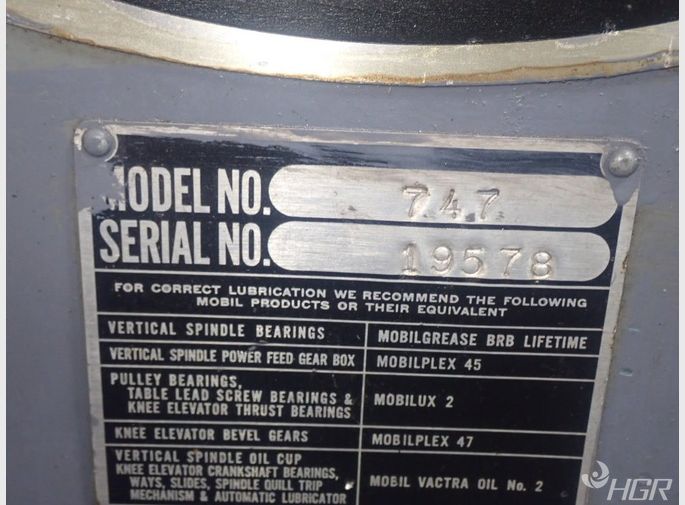 MODEL NO. 747
SERIAL NO. 19578
FOR CORRECT LUBRICATION WE RECOMMEND THE FOLLOWING
MOBIL PRODUCTS OR THEIR EQUIVALENT
VERTICAL SPINDLE BEARINGS MOBILGREASE BRB LIFETIME
VERTICAL SPINDLE POWER FEED GEAR BOX MOBILPLEX 45
PULLEY BEARINGS,
TABLE LEAD SCREW BEARINGS & MOBILUX 2
KNEE ELEVATOR THRUST BEARINGS
KNEE ELEVATOR BEVEL GEARS MOBILPLEX 47
VERTICAL SPINDLE OIL CUP
KNEE ELEVATOR CRANKSHAFT BEARINGS,
WAYS, SLIDES, SPINDLE QUILL TRIP MOBIL VACTRA OIL No. 2
MECHANISM & AUTOMATIC LUBRICATOR
HGR